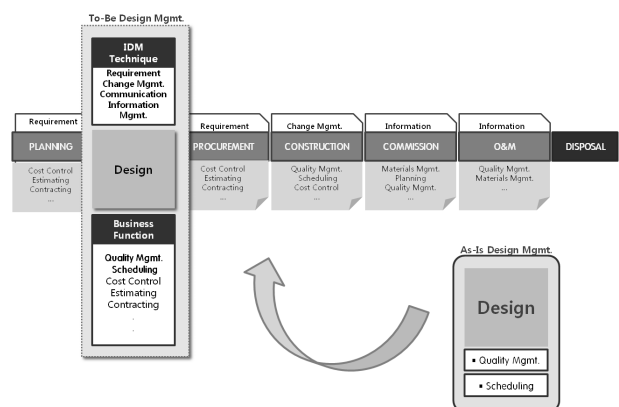 To-Be Design Mgmt.
IDM
Technique
Requirement
Change Mgmt.
Communication
Information
Mgmt.
Design
Business
Function
Quality Mgmt.
Scheduling
Cost Control
Estimating
Contracting
.
.
Requirement
PLANNING
Cost Control
Estimating
Contracting
...
Requirement
PROCUREMENT
Cost Control
Estimating
Contracting
...
Change Mgmt.
CONSTRUCTION
Quality Mgmt.
Scheduling
Cost Control
...
Information
COMMISSION
Materials Mgmt.
Planning
Quality Mgmt.
...
Information
O&M
Quality Mgmt.
Materials Mgmt.
...
DISPOSAL
As-Is Design Mgmt.
Design
▪ Quality Mgmt.
▪ Scheduling